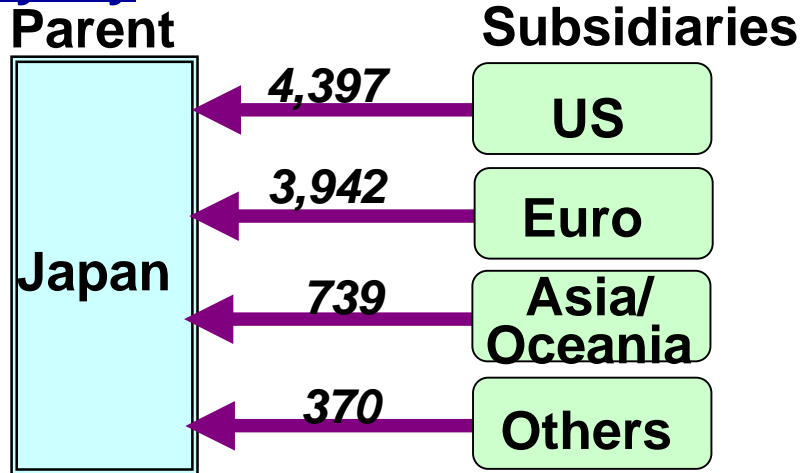 Parent
Subsidiaries
4,397
US
3,942
Euro
Japan
739
Asia/
Oceania
370
Others